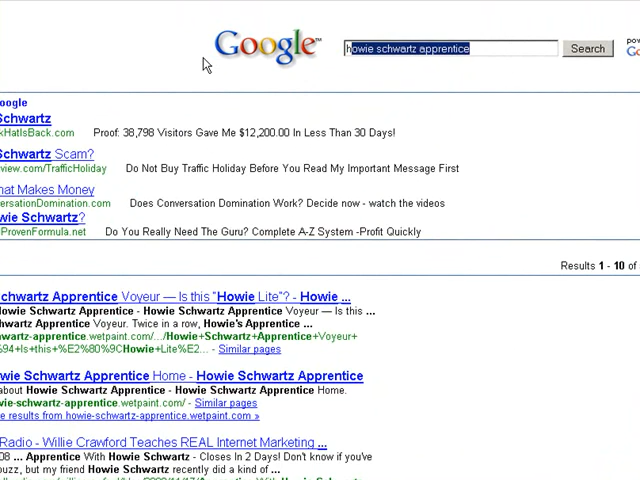 Google™
howie schwartz apprentice
Search
pow
Go
oogle
Schwartz
kHatIsBack.com Proof: 38,798 Visitors Gave Me $12,200.00 In Less Than 30 Days!
Schwartz Scam?
view.com/TrafficHoliday Do Not Buy Traffic Holiday Before You Read My Important Message First
hat Makes Money
versationDomination.com Does Conversation Domination Work? Decide now - watch the videos
wie Schwartz?
ProvenFormula.net Do You Really Need The Guru? Complete A-Z System -Profit Quickly
Results 1 - 10 of
chwartz Apprentice Voyeur — Is this "Howie Lite"? - Howie ...
Howie Schwartz Apprentice - Howie Schwartz Apprentice Voyeur — Is this ...
hwartz Apprentice Voyeur. Twice in a row, Howie's Apprentice ...
wartz-apprentice.wetpaint.com/.../Howie+Schwartz+Apprentice+Voyeur+
%94+Is+this+%E2%80%9CHowie+Lite%E2... - Similar pages
wie Schwartz Apprentice Home - Howie Schwartz Apprentice
about Howie Schwartz Apprentice - Howie Schwartz Apprentice Home.
wie-schwartz-apprentice.wetpaint.com/ - Similar pages
e results from howie-schwartz-apprentice.wetpaint.com »
Radio - Willie Crawford Teaches REAL Internet Marketing ...
08 ... Apprentice With Howie Schwartz - Closes In 2 Days! Don't know if you've
buzz, but my friend Howie Schwartz recently did a kind of ...